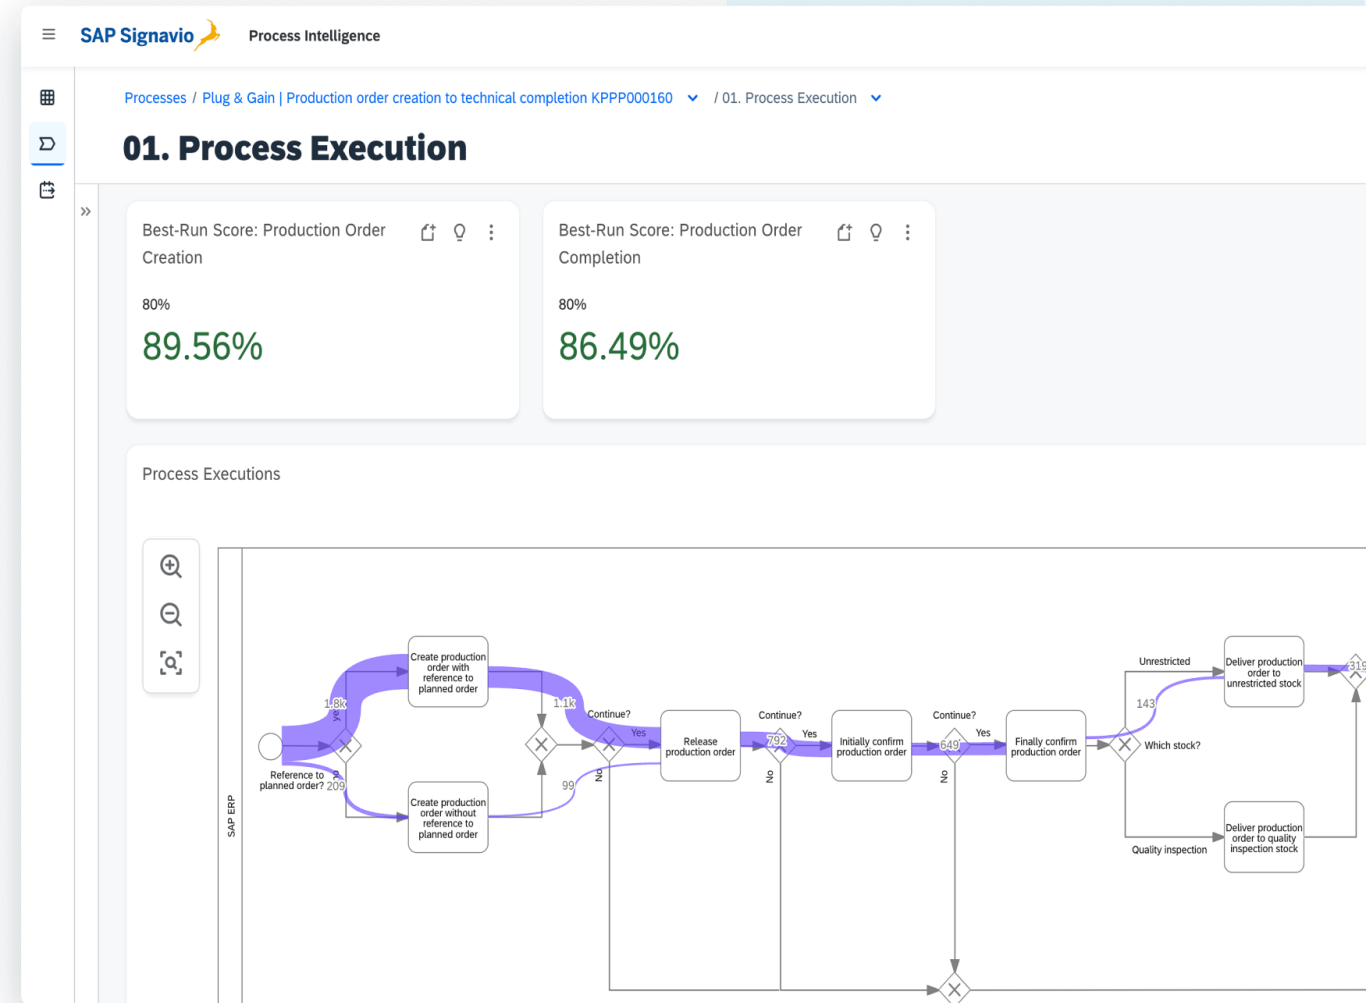 SAP Signavio
Process Intelligence
Processes / Plug & Gain | Production order creation to technical completion KPPP000160 / 01. Process Execution
01. Process Execution
Best-Run Score: Production Order
Creation
80%
89.56%
Best-Run Score: Production Order
Completion
80%
86.49%
Process Executions
SAP ERP
Reference to
planned order?
1.8k
209
Create production
order with
reference to
planned order
Create production
order without
reference to
planned order
1.1k
99
Continue?
Yes
No
Release
production order
Continue?
792
Yes
No
Initially confirm
production order
Continue?
649
Yes
No
Finally confirm
production order
Which stock?
Unrestricted
143
Quality inspection
Deliver production
order to
unrestricted stock
Deliver production
order to quality
inspection stock
319